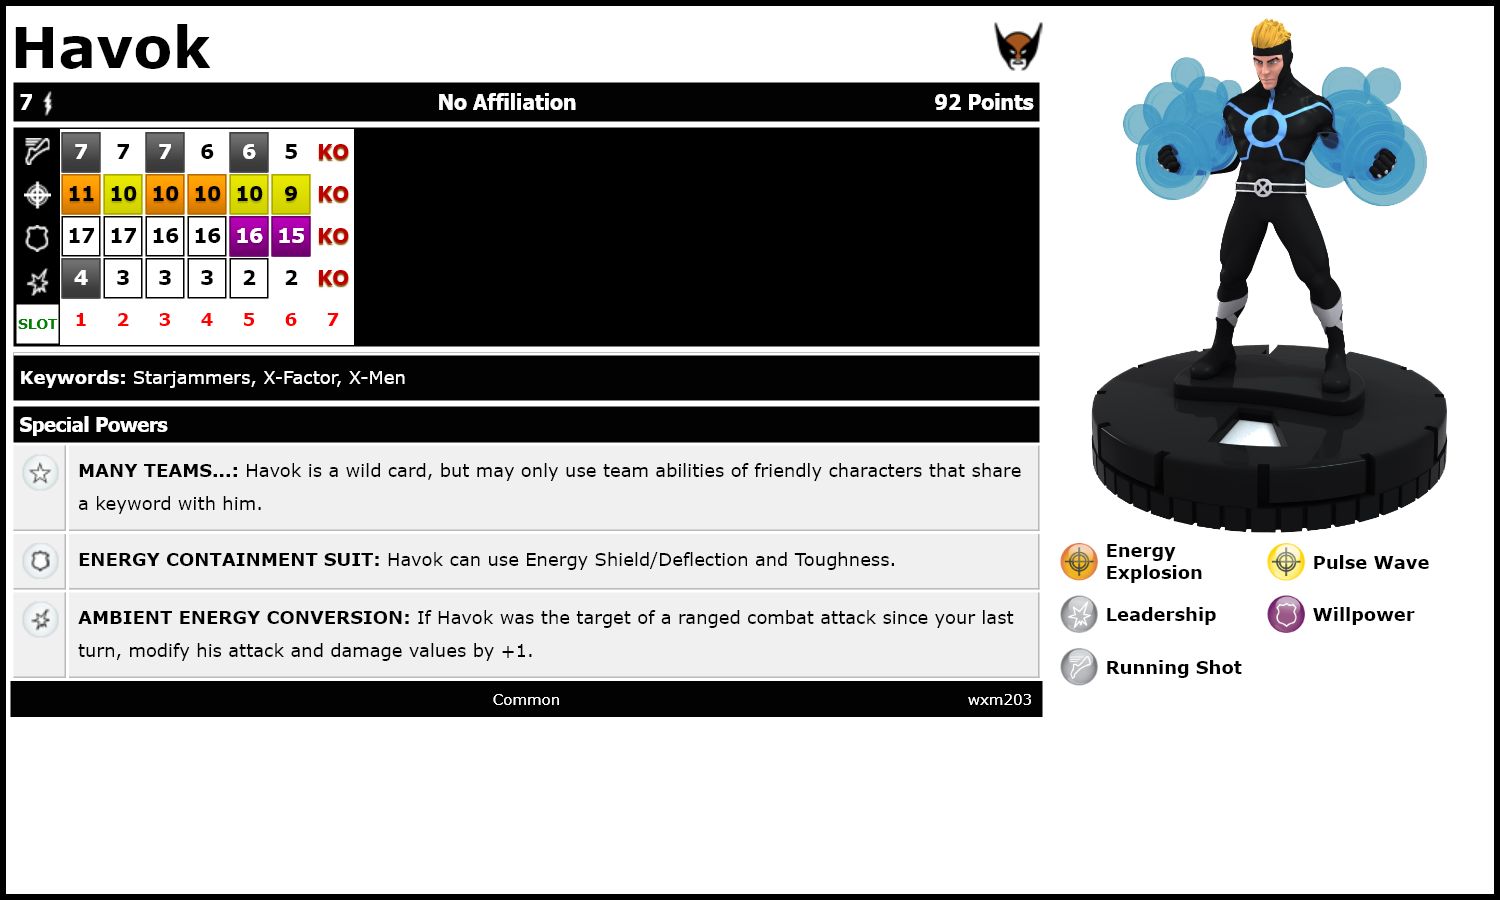 Havok
7 No Affiliation 92 Points
7 7 7 6 6 5 KO
11 10 10 10 10 9 KO
17 17 16 16 16 15 KO
4 3 3 3 2 2 KO
SLOT 1 2 3 4 5 6 7
Keywords: Starjammers, X-Factor, X-Men
Special Powers
MANY TEAMS...: Havok is a wild card, but may only use team abilities of friendly characters that share
a keyword with him.
ENERGY CONTAINMENT SUIT: Havok can use Energy Shield/Deflection and Toughness.
AMBIENT ENERGY CONVERSION: If Havok was the target of a ranged combat attack since your last
turn, modify his attack and damage values by +1.
Common wxm203
Energy
Explosion
Pulse Wave
Leadership
Willpower
Running Shot